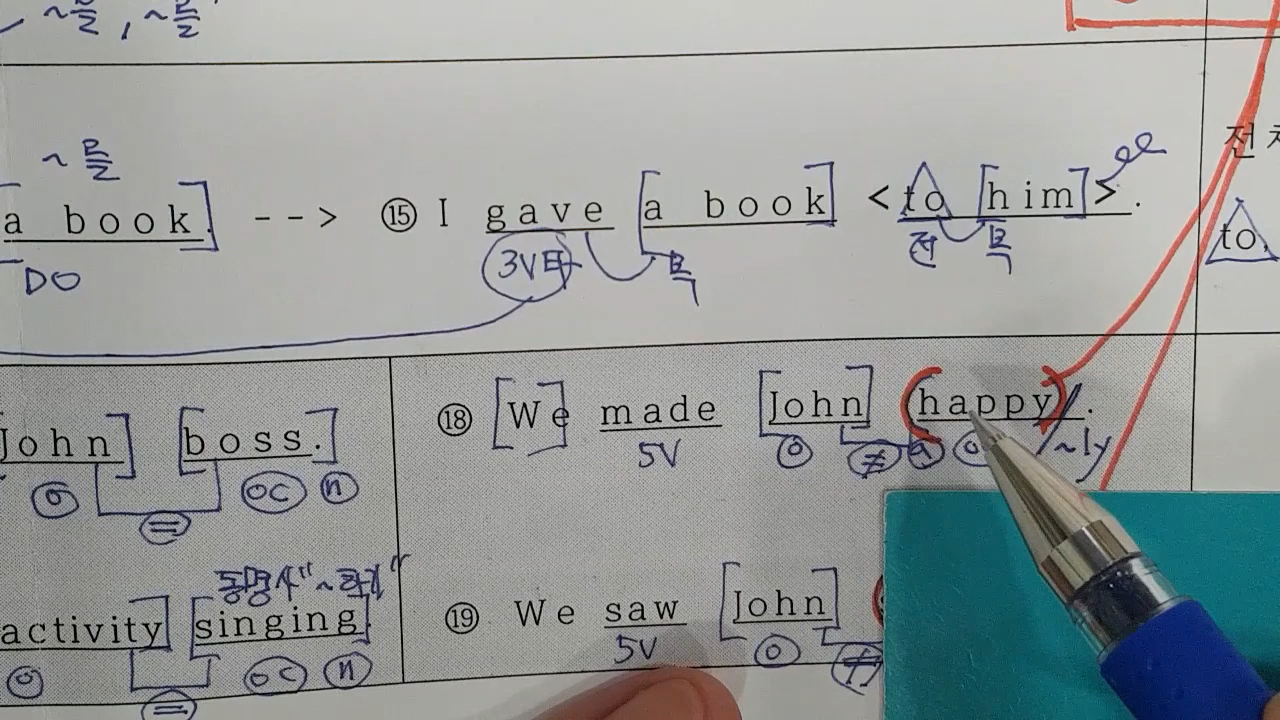 ~를, ~를
~를
a book. --> ⑮ I gave [a book] <to [him]>. 전치
DO 3V타 목 전 목 to,
John] [boss.] ⑱ [We] made [John] (happy).
o = oc n 5V o ≠ a o ~ly
동명사 "~하기"
activity] [singing] ⑲ We saw [John]
o = oc n 5V o ≠